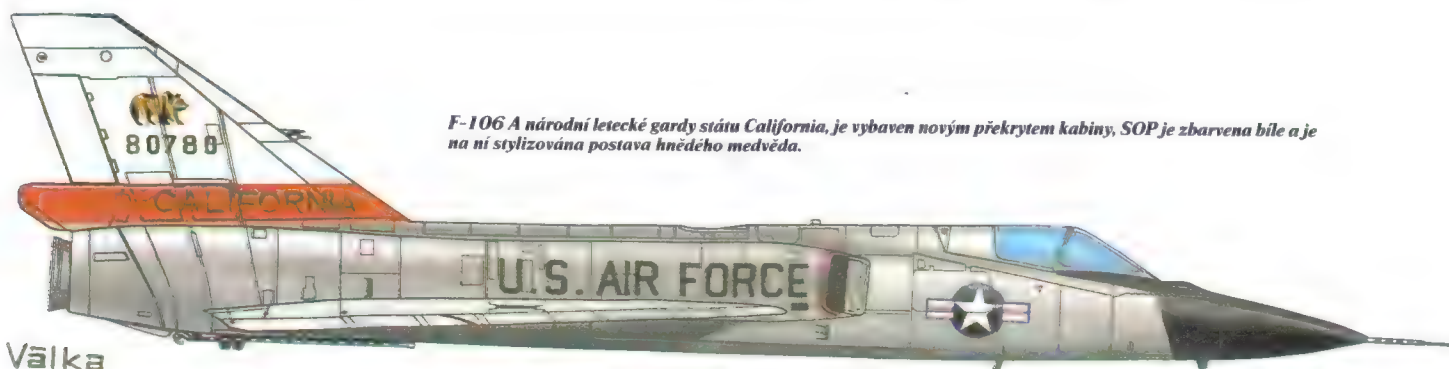 F-106 A národní letecké gardy státu California, je vybaven novým překrytem kabiny, SOP je zbarvena bíle a je
na ní stylizována postava hnědého medvěda.
80780
CALIFORNIA
U.S. AIR FORCE
Válka